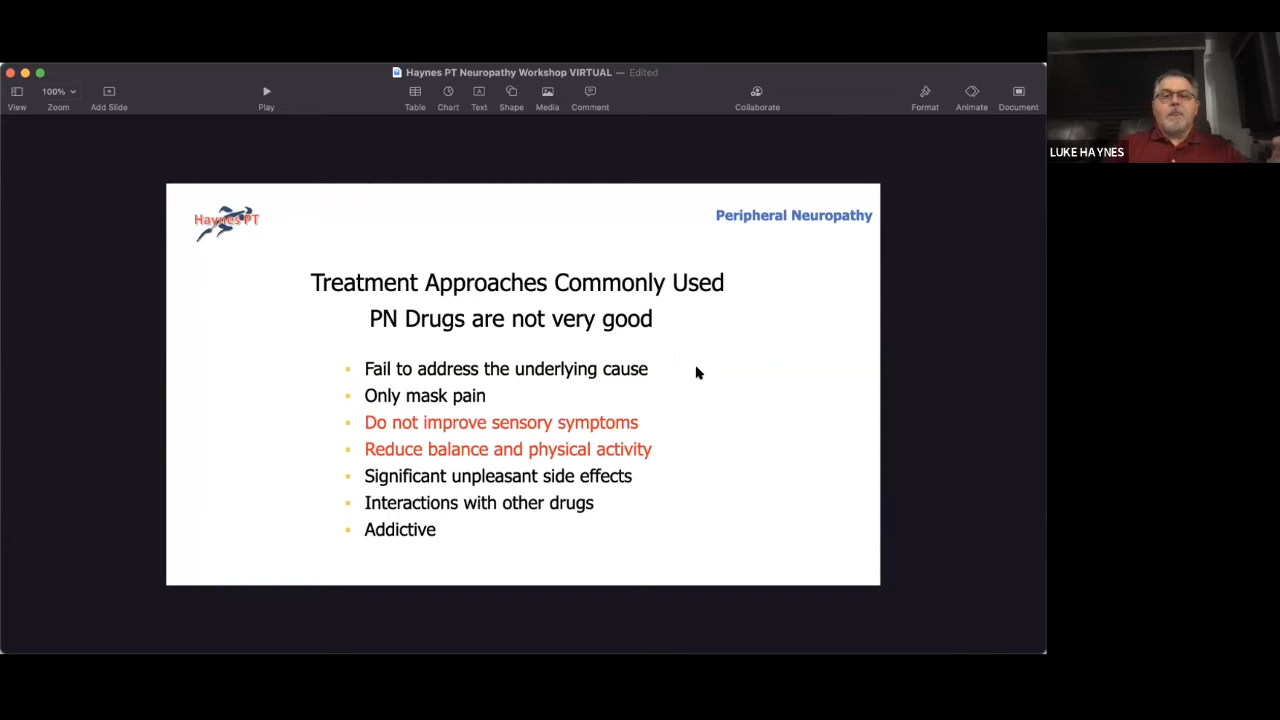 Haynes PT Neuropathy Workshop VIRTUAL — Edited
100%
View
Zoom
Add Slide
Play
Table
Chart
Text
Shape
Media
Comment
Collaborate
Format
Animate
Document
LUKE HAYNES
Haynes PT
Peripheral Neuropathy
Treatment Approaches Commonly Used
PN Drugs are not very good
Fail to address the underlying cause
Only mask pain
Do not improve sensory symptoms
Reduce balance and physical activity
Significant unpleasant side effects
Interactions with other drugs
Addictive